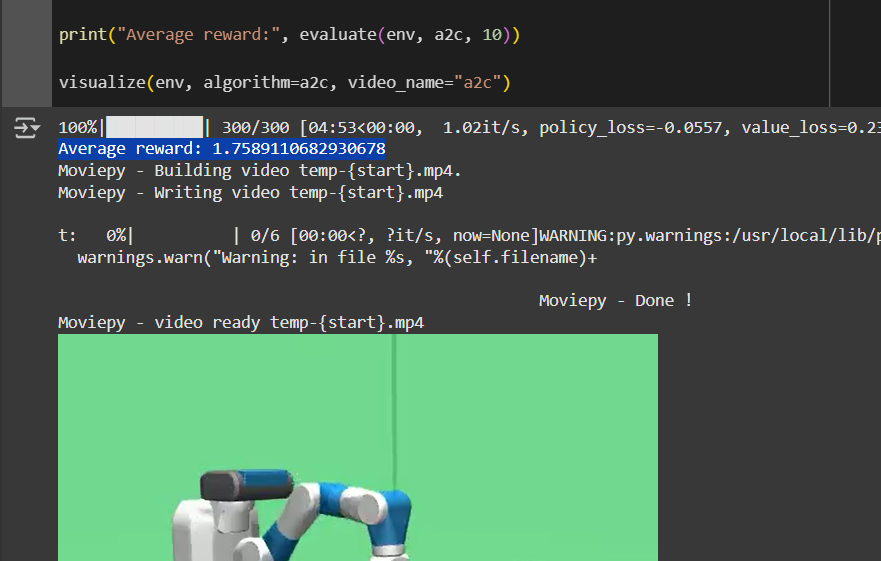 print("Average reward:", evaluate(env, a2c, 10))
visualize(env, algorithm=a2c, video_name="a2c")
100%|██████████| 300/300 [04:53<00:00,  1.02it/s, policy_loss=-0.0557, value_loss=0.23
Average reward: 1.7589110682930678
Moviepy - Building video temp-{start}.mp4.
Moviepy - Writing video temp-{start}.mp4
t:   0%|          | 0/6 [00:00<?, ?it/s, now=None]WARNING:py.warnings:/usr/local/lib/p
warnings.warn("Warning: in file %s, "%(self.filename)+
Moviepy - Done !
Moviepy - video ready temp-{start}.mp4